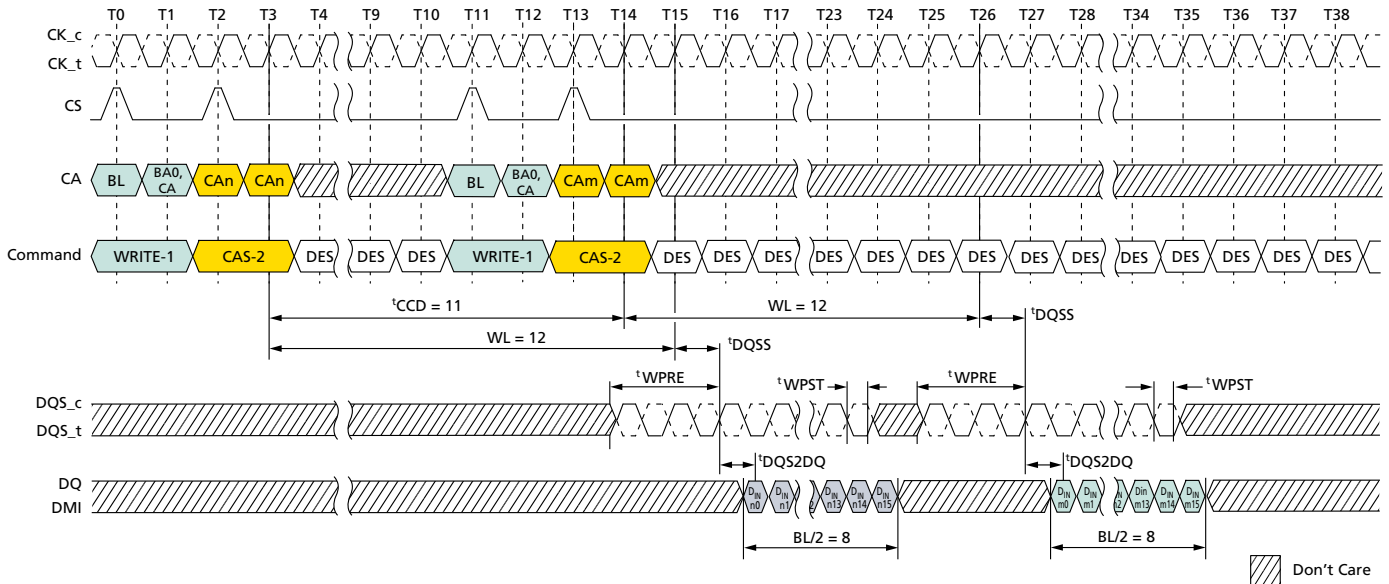 T0 T1 T2 T3 T4 T9 T10 T11 T12 T13 T14 T15 T16 T17 T23 T24 T25 T26 T27 T28 T34 T35 T36 T37 T38
CK_c
CK_t
CS
CA BL BA0, CA CAn CAn BL BA0, CA CAm CAm
Command WRITE-1 CAS-2 DES DES DES WRITE-1 CAS-2 DES DES DES DES DES DES DES DES DES DES DES DES DES DES
tCCD = 11 WL = 12 tDQSS
WL = 12 tDQSS
tWPRE tWPST tWPRE tWPST
DQS_c
DQS_t
tDQS2DQ tDQS2DQ
DQ
DMI
DIN n0 DIN n1 DIN n13 DIN n14 DIN n15 DIN m0 DIN m1 Din m13 DIN m14 DIN m15
BL/2 = 8 BL/2 = 8
Don't Care